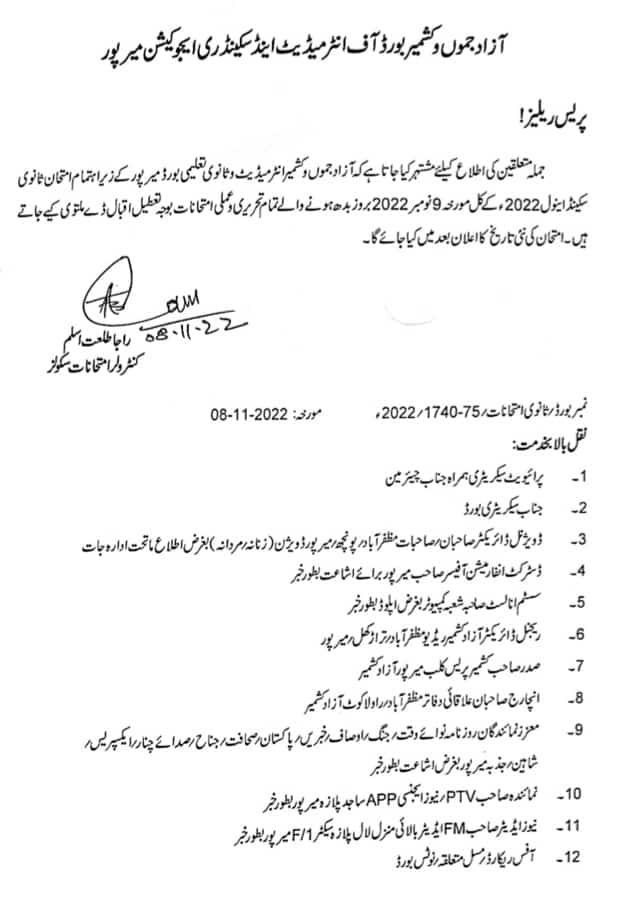 آزاد جموں و کشمیر بورڈ آف انٹرمیڈیٹ اینڈ سکینڈری ایجوکیشن میرپور
پریس ریلیز!
جملہ متعلقین کی اطلاع کیلئے مشتہر کیا جاتا ہے کہ آزاد جموں و کشمیر انٹرمیڈیٹ و ثانوی تعلیمی بورڈ میرپور کے زیر اہتمام امتحان ثانوی
سکینڈ اینول 2022ء کے کل مورخہ 9 نومبر 2022 بروز بدھ ہونے والے تمام تحریری و عملی امتحانات بوجہ تعطیل اقبال ڈے ملتوی کیے جاتے
ہیں۔ امتحان کی نئی تاریخ کا اعلان بعد میں کیا جائے گا۔
08-11-22
راجا طلعت اسلم
کنٹرولر امتحانات سکولز
نمبر بورڈ/ثانوی امتحانات/75-1740/2022ء مورخہ: 08-11-2022
نقل بالا بخدمت:
1- پرائیویٹ سیکریٹری ہمراہ جناب چیئرمین
2- جناب سیکریٹری بورڈ
3- ڈویژنل ڈائریکٹر صاحبان/صاحبات مظفرآباد/پونچھ/میرپور ڈویژن (زنانہ/مردانہ) بغرض اطلاع ماتحت ادارہ جات
4- ڈسٹرکٹ انفارمیشن آفیسر صاحب میرپور برائے اشاعت بطور خبر
5- سسٹم انالسٹ صاحبہ شعبہ کمپیوٹر بغرض اپلوڈ بطور خبر
6- ریجنل ڈائریکٹر آزاد کشمیر ریڈیو مظفرآباد/تراڑکھل/میرپور
7- صدر صاحب کشمیر پریس کلب میرپور آزاد کشمیر
8- انچارج صاحبان علاقائی دفاتر مظفرآباد/راولاکوٹ آزاد کشمیر
9- معزز نمائندگان روزنامہ نوائے وقت/جنگ/اوصاف/خبریں/پاکستان/صحافت/جناح/صدائے چنار/ایکسپریس/
شاہین/جذبہ میرپور بغرض اشاعت بطور خبر
10- نمائندہ صاحب PTV/نیوز ایجنسی APP ساجد پلازہ میرپور بطور خبر
11- نیوز ایڈیٹر صاحب FM ایڈیٹر بالائی منزل لال پلازہ سیکٹر F/1 میرپور بطور خبر
12- آفس ریکارڈ/مسل متعلقہ/نوٹس بورڈ